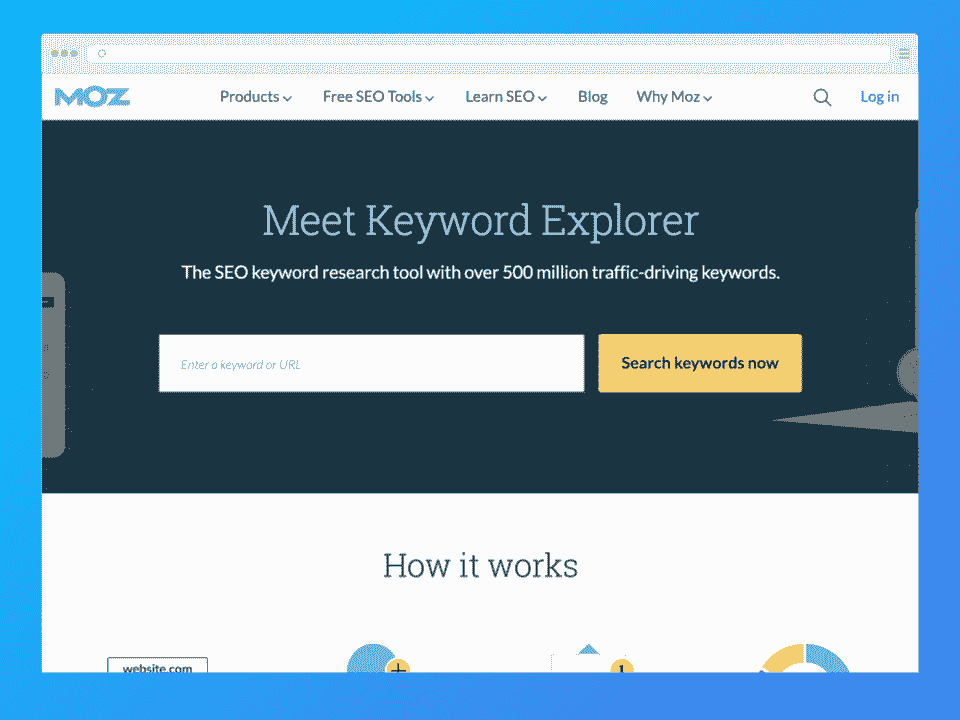 MOZ
Products
Free SEO Tools
Learn SEO
Blog
Why Moz
Log in
Meet Keyword Explorer
The SEO keyword research tool with over 500 million traffic-driving keywords.
Enter a keyword or URL
Search keywords now
How it works
website.com
1